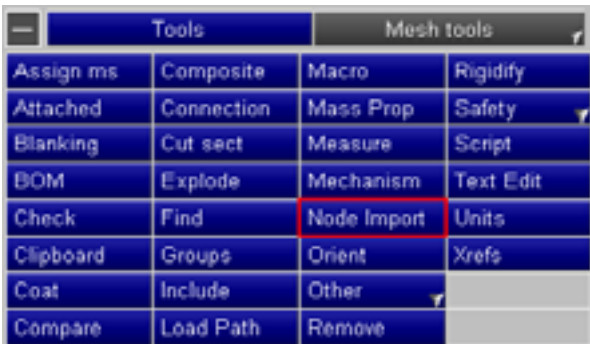 Tools Mesh tools
Assign ms Composite Macro Rigidify
Attached Connection Mass Prop Safety
Blanking Cut sect Measure Script
BOM Explode Mechanism Text Edit
Check Find Node Import Units
Clipboard Groups Orient Xrefs
Coat Include Other
Compare Load Path Remove